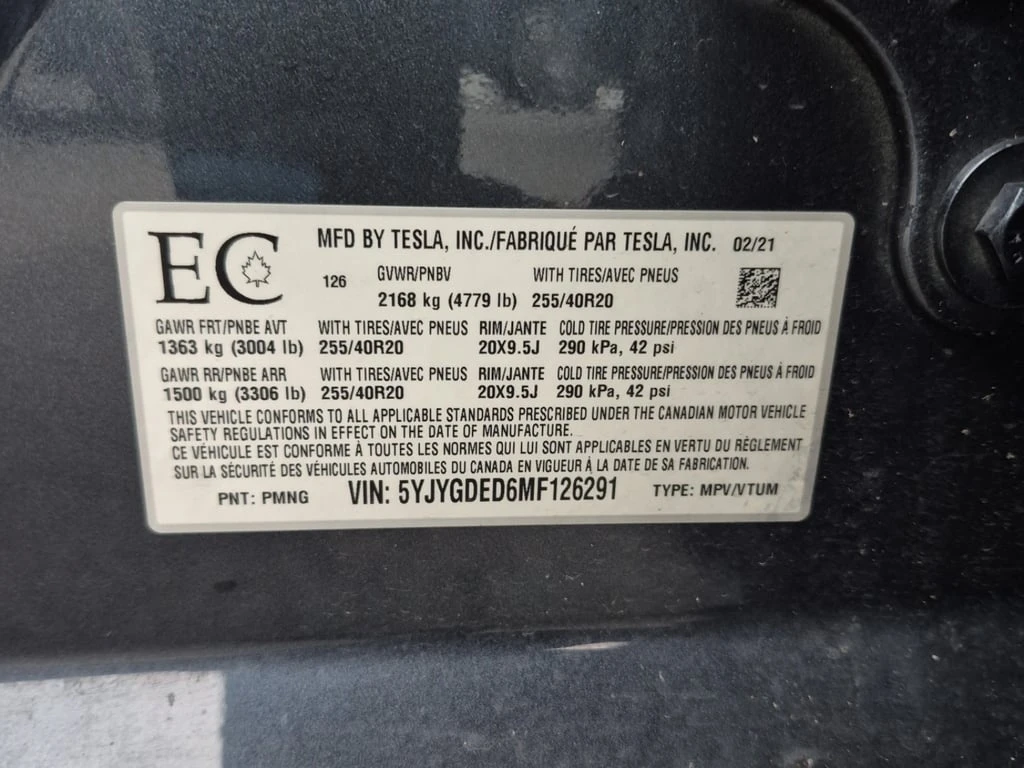 EC MFD BY TESLA, INC./FABRIQUÉ PAR TESLA, INC. 02/21
126 GVWR/PNBV WITH TIRES/AVEC PNEUS
2168 kg (4779 lb) 255/40R20
GAWR FRT/PNBE AVT WITH TIRES/AVEC PNEUS RIM/JANTE COLD TIRE PRESSURE/PRESSION DES PNEUS À FROID
1363 kg (3004 lb) 255/40R20 20X9.5J 290 kPa, 42 psi
GAWR RR/PNBE ARR WITH TIRES/AVEC PNEUS RIM/JANTE COLD TIRE PRESSURE/PRESSION DES PNEUS À FROID
1500 kg (3306 lb) 255/40R20 20X9.5J 290 kPa, 42 psi
THIS VEHICLE CONFORMS TO ALL APPLICABLE STANDARDS PRESCRIBED UNDER THE CANADIAN MOTOR VEHICLE
SAFETY REGULATIONS IN EFFECT ON THE DATE OF MANUFACTURE.
CE VÉHICULE EST CONFORME À TOUTES LES NORMES QUI LUI SONT APPLICABLES EN VERTU DU RÈGLEMENT
SUR LA SÉCURITÉ DES VÉHICULES AUTOMOBILES DU CANADA EN VIGUEUR À LA DATE DE SA FABRICATION.
PNT: PMNG VIN: 5YJYGDED6MF126291 TYPE: MPV/VTUM